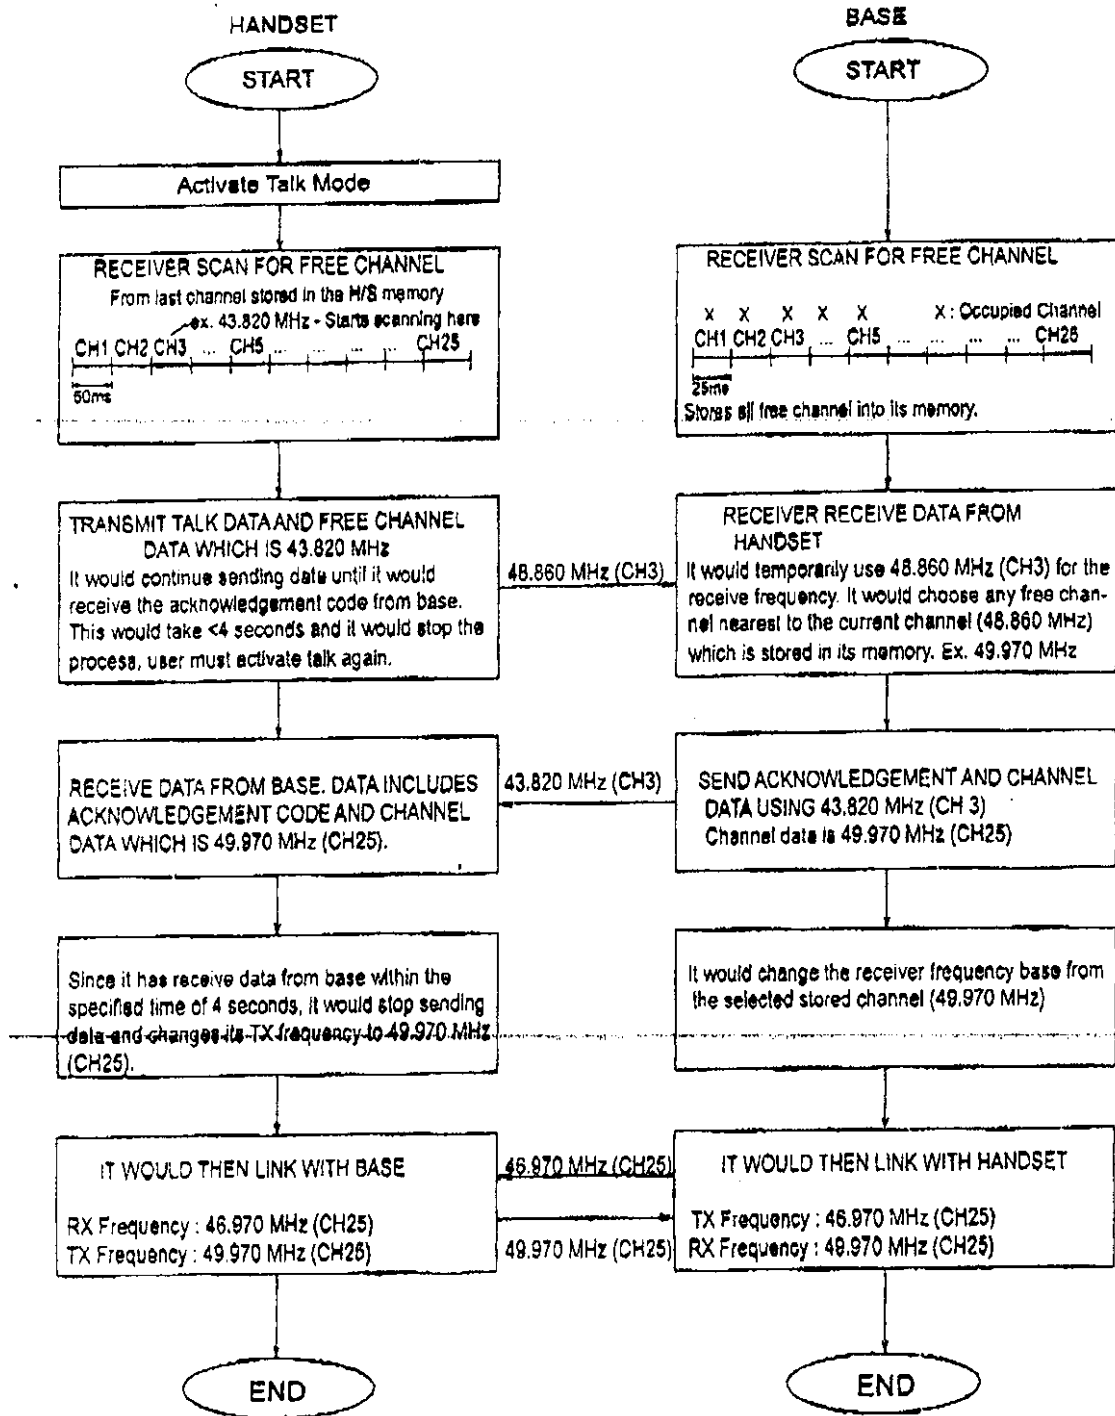 HANDSET
START
Activate Talk Mode
RECEIVER SCAN FOR FREE CHANNEL
From last channel stored in the H/S memory
ex. 43.820 MHz - Starts scanning here
CH1 CH2 CH3 ... CH5 ... ... ... ... CH25
50ms
TRANSMIT TALK DATA AND FREE CHANNEL
DATA WHICH IS 43.820 MHz
It would continue sending data until it would
receive the acknowledgement code from base.
This would take <4 seconds and it would stop the
process, user must activate talk again.
RECEIVE DATA FROM BASE. DATA INCLUDES
ACKNOWLEDGEMENT CODE AND CHANNEL
DATA WHICH IS 49.970 MHz (CH25).
Since it has receive data from base within the
specified time of 4 seconds, it would stop sending
data and changes its TX frequency to 49.970 MHz
(CH25).
IT WOULD THEN LINK WITH BASE
RX Frequency : 46.970 MHz (CH25)
TX Frequency : 49.970 MHz (CH25)
END
48.860 MHz (CH3)
43.820 MHz (CH3)
46.970 MHz (CH25)
49.970 MHz (CH25)
BASE
START
RECEIVER SCAN FOR FREE CHANNEL
X X X X X X : Occupied Channel
CH1 CH2 CH3 ... CH5 ... ... ... ... CH25
25ms
Stores all free channel into its memory.
RECEIVER RECEIVE DATA FROM
HANDSET
It would temporarily use 48.860 MHz (CH3) for the
receive frequency. It would choose any free chan-
nel nearest to the current channel (48.860 MHz)
which is stored in its memory. Ex. 49.970 MHz
SEND ACKNOWLEDGEMENT AND CHANNEL
DATA USING 43.820 MHz (CH 3)
Channel data is 49.970 MHz (CH25)
It would change the receiver frequency base from
the selected stored channel (49.970 MHz)
IT WOULD THEN LINK WITH HANDSET
TX Frequency : 46.970 MHz (CH25)
RX Frequency : 49.970 MHz (CH25)
END